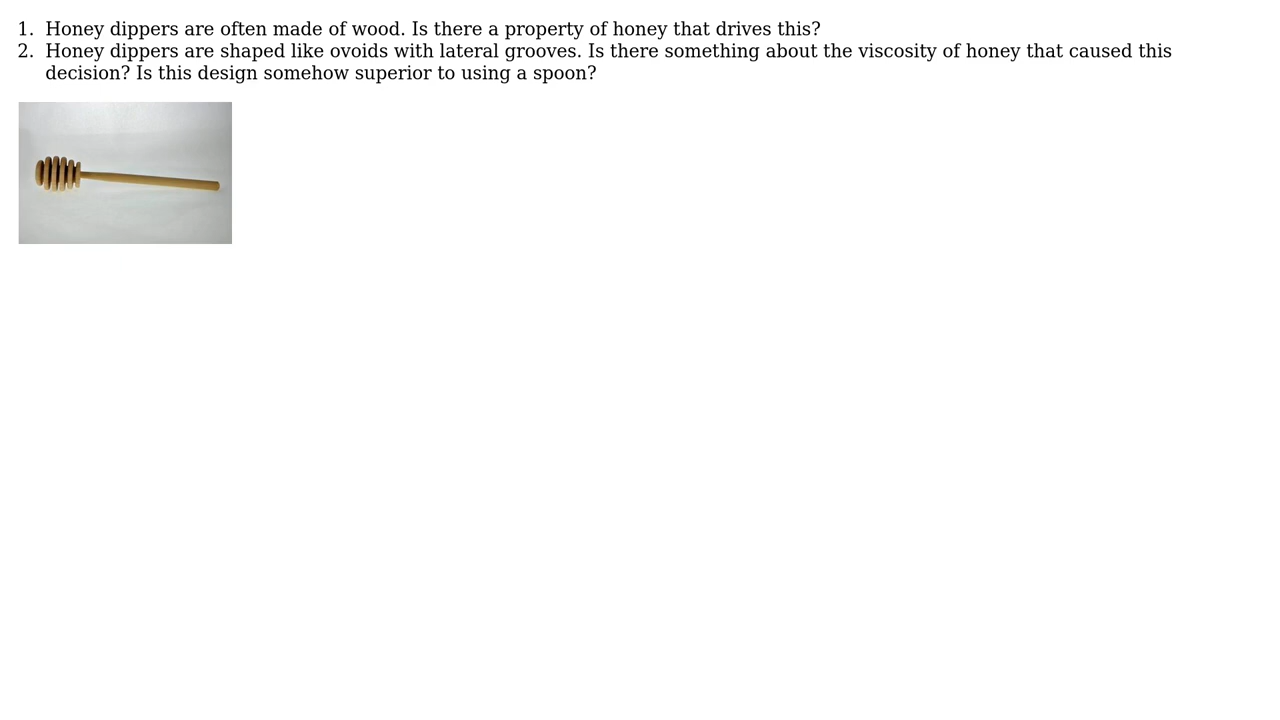 1. Honey dippers are often made of wood. Is there a property of honey that drives this?
2. Honey dippers are shaped like ovoids with lateral grooves. Is there something about the viscosity of honey that caused this
decision? Is this design somehow superior to using a spoon?